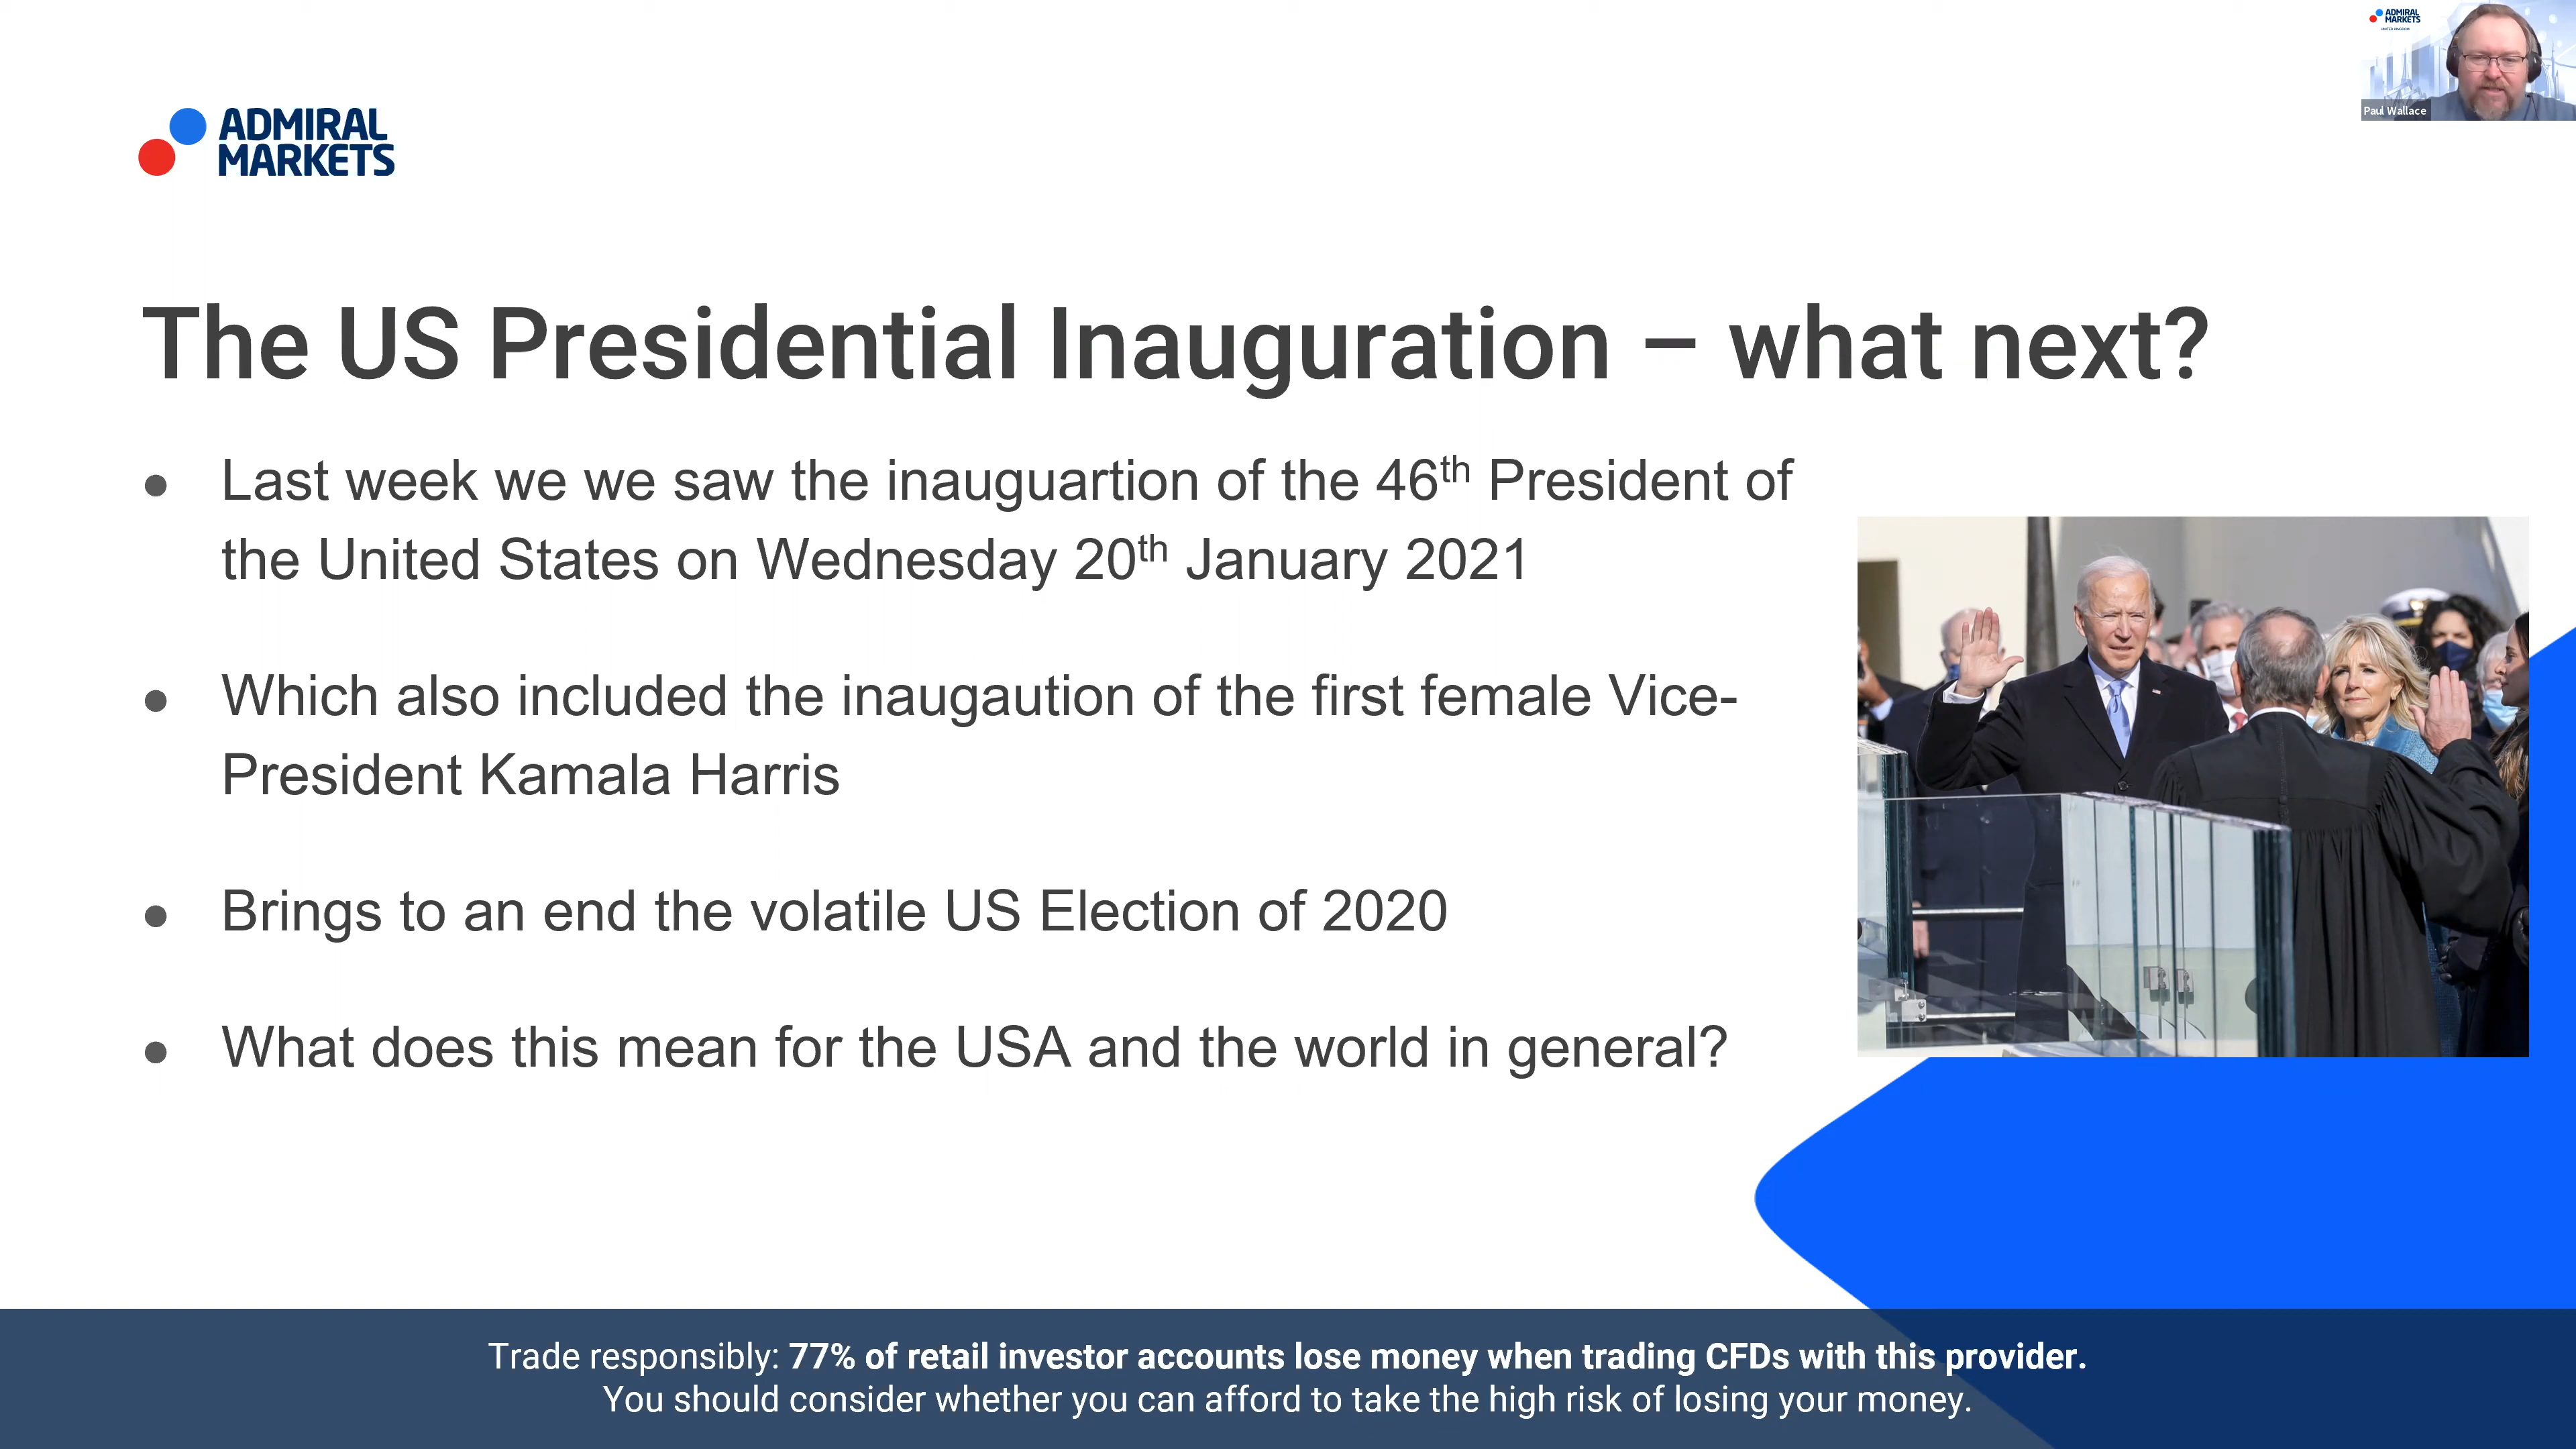 ADMIRAL
MARKETS
ADMIRAL
MARKETS
UNITED KINGDOM
Paul Wallace
The US Presidential Inauguration – what next?
● Last week we we saw the inauguartion of the 46th President of
the United States on Wednesday 20th January 2021
● Which also included the inaugaution of the first female Vice-
President Kamala Harris
● Brings to an end the volatile US Election of 2020
● What does this mean for the USA and the world in general?
Trade responsibly: 77% of retail investor accounts lose money when trading CFDs with this provider.
You should consider whether you can afford to take the high risk of losing your money.